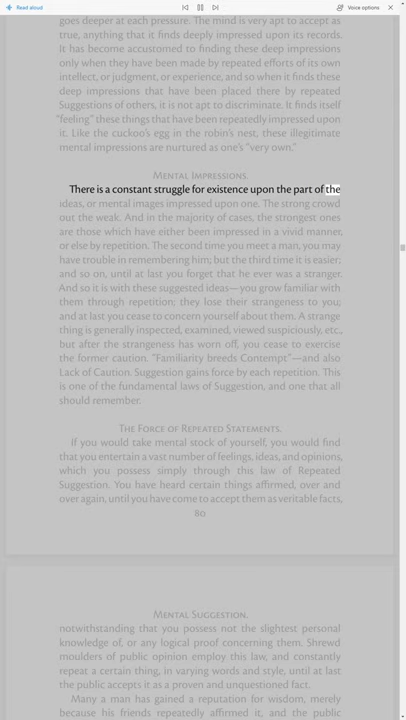 Read aloud
Voice options
goes deeper at each pressure. The mind is very apt to accept as
true, anything that it finds deeply impressed upon its records.
It has become accustomed to finding these deep impressions
only when they have been made by repeated efforts of its own
intellect, or judgment, or experience, and so when it finds these
deep impressions that have been placed there by repeated
Suggestions of others, it is not apt to discriminate. It finds itself
"feeling" these things that have been repeatedly impressed upon
it. Like the cuckoo's egg in the robin's nest, these illegitimate
mental impressions are nurtured as one's "very own."
Mental Impressions.
There is a constant struggle for existence upon the part of the
ideas, or mental images impressed upon one. The strong crowd
out the weak. And in the majority of cases, the strongest ones
are those which have either been impressed in a vivid manner,
or else by repetition. The second time you meet a man, you may
have trouble in remembering him; but the third time it is easier;
and so on, until at last you forget that he ever was a stranger.
And so it is with these suggested ideas—you grow familiar with
them through repetition; they lose their strangeness to you;
and at last you cease to concern yourself about them. A strange
thing is generally inspected, examined, viewed suspiciously, etc.,
but after the strangeness has worn off, you cease to exercise
the former caution. "Familiarity breeds Contempt"—and also
Lack of Caution. Suggestion gains force by each repetition. This
is one of the fundamental laws of Suggestion, and one that all
should remember.
The Force of Repeated Statements.
If you would take mental stock of yourself, you would find
that you entertain a vast number of feelings, ideas, and opinions,
which you possess simply through this law of Repeated
Suggestion. You have heard certain things affirmed, over and
over again, until you have come to accept them as veritable facts,
80
Mental Suggestion.
notwithstanding that you possess not the slightest personal
knowledge of, or any logical proof concerning them. Shrewd
moulders of public opinion employ this law, and constantly
repeat a certain thing, in varying words and style, until at last
the public accepts it as a proven and unquestioned fact.
Many a man has gained a reputation for wisdom, merely
because his friends repeatedly affirmed it, and the public